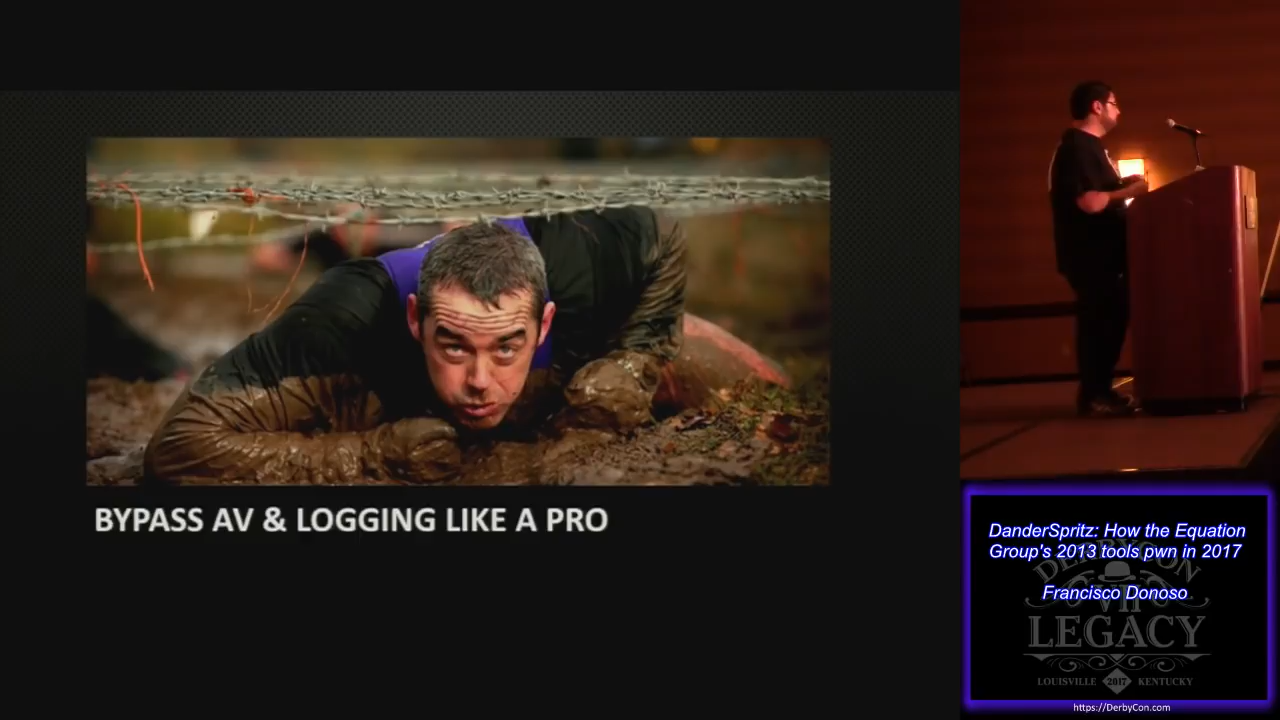 BYPASS AV & LOGGING LIKE A PRO
DanderSpritz: How the Equation
Group's 2013 tools pwn in 2017
Francisco Donoso
DERBYCON
VII
LEGACY
LOUISVILLE 2017 KENTUCKY
https://DerbyCon.com